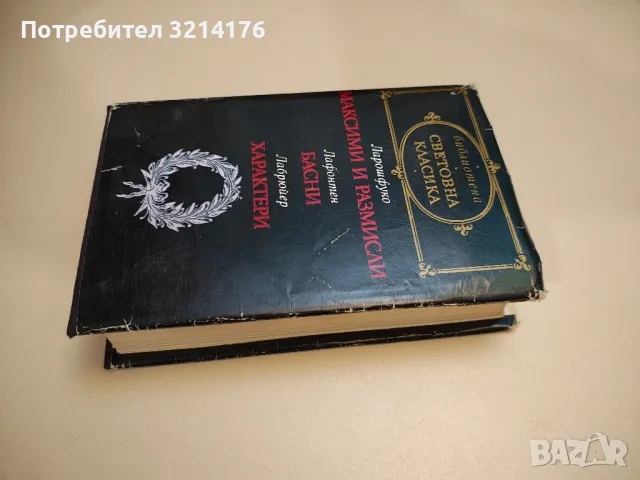 Потребител 3214176
библиотека
СВЕТОВНА
КЛАСИКА
Ларошфуко
МАКСИМИ И РАЗМИСЛИ
Лафонтен
БАСНИ
Лабрюйер
ХАРАКТЕРИ
bazar